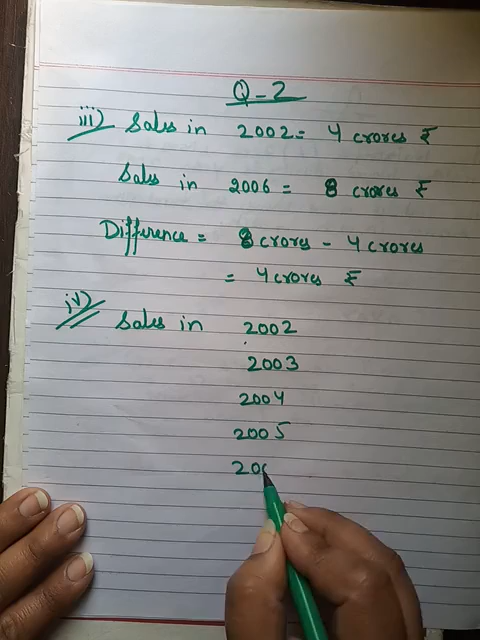 Q-2
iii) Sales in 2002 = 4 crores ₹
Sales in 2006 = 8 crores ₹
Difference = 8 crores - 4 crores
= 4 crores ₹
iv) Sales in 2002
2003
2004
2005
200